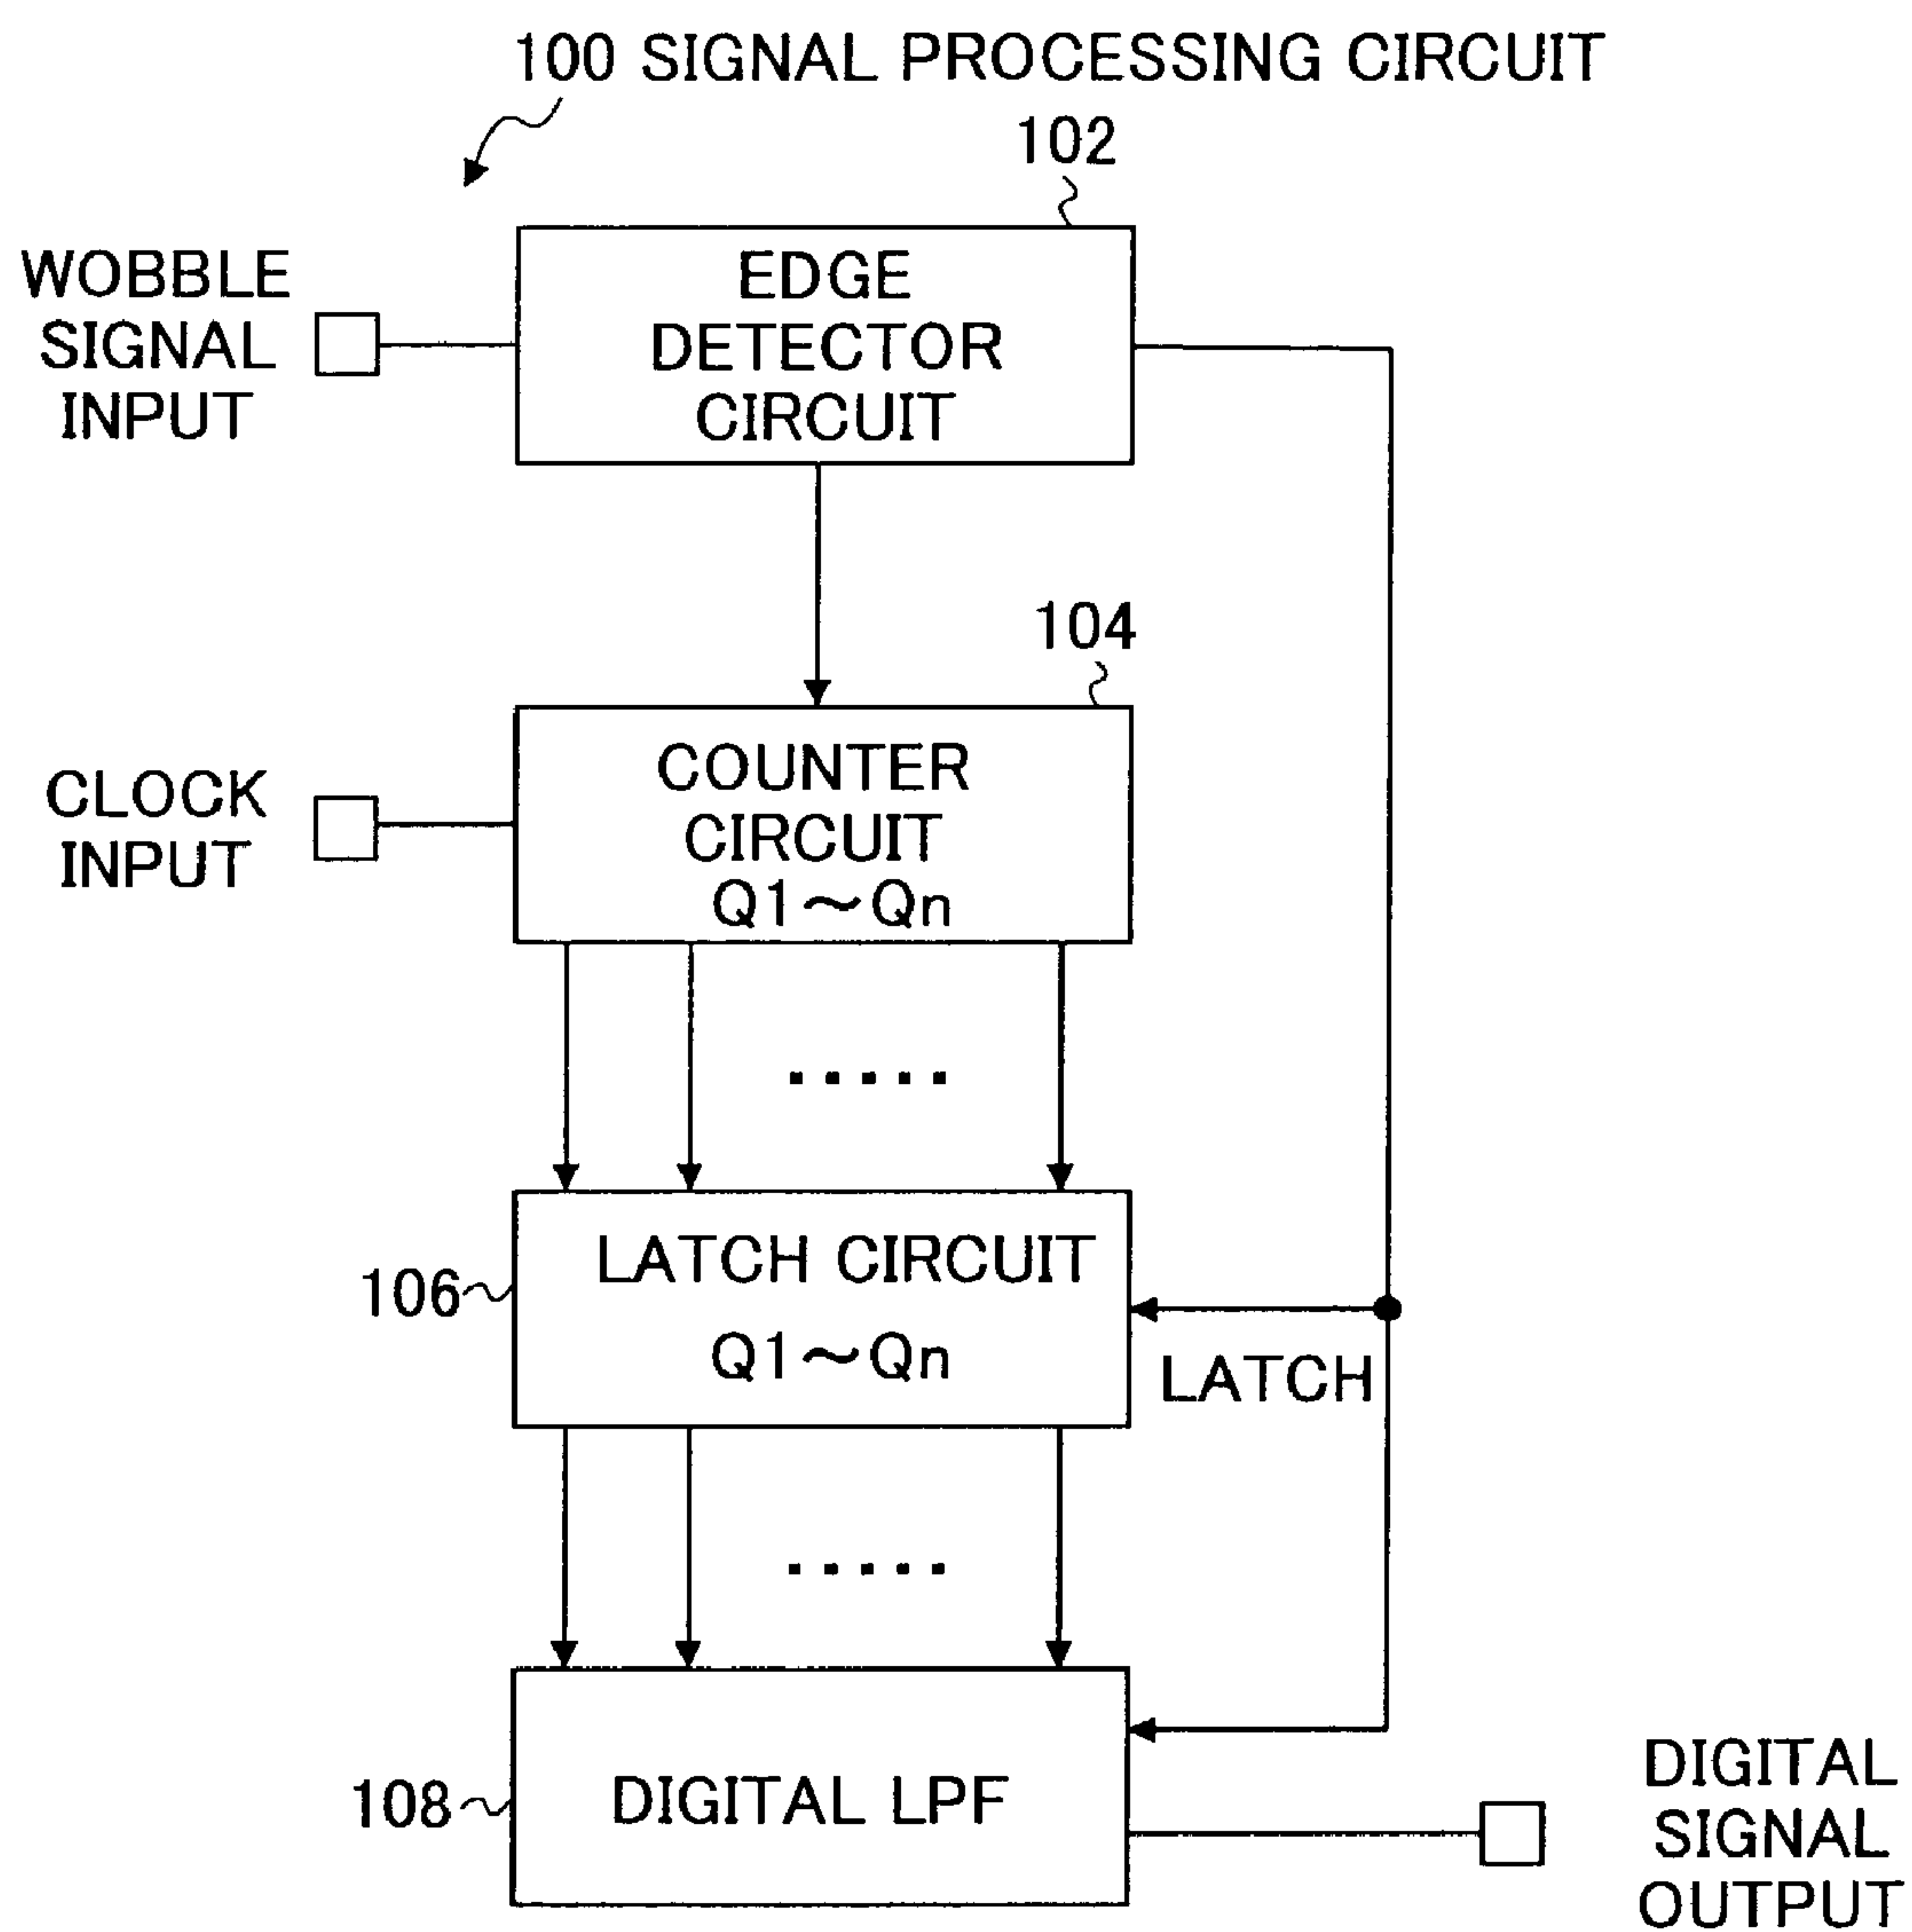 100 SIGNAL PROCESSING CIRCUIT
102
WOBBLE
SIGNAL
INPUT
EDGE
DETECTOR
CIRCUIT
104
CLOCK
INPUT
COUNTER
CIRCUIT
Q1～Qn
106
LATCH CIRCUIT
Q1～Qn
LATCH
108
DIGITAL LPF
DIGITAL
SIGNAL
OUTPUT